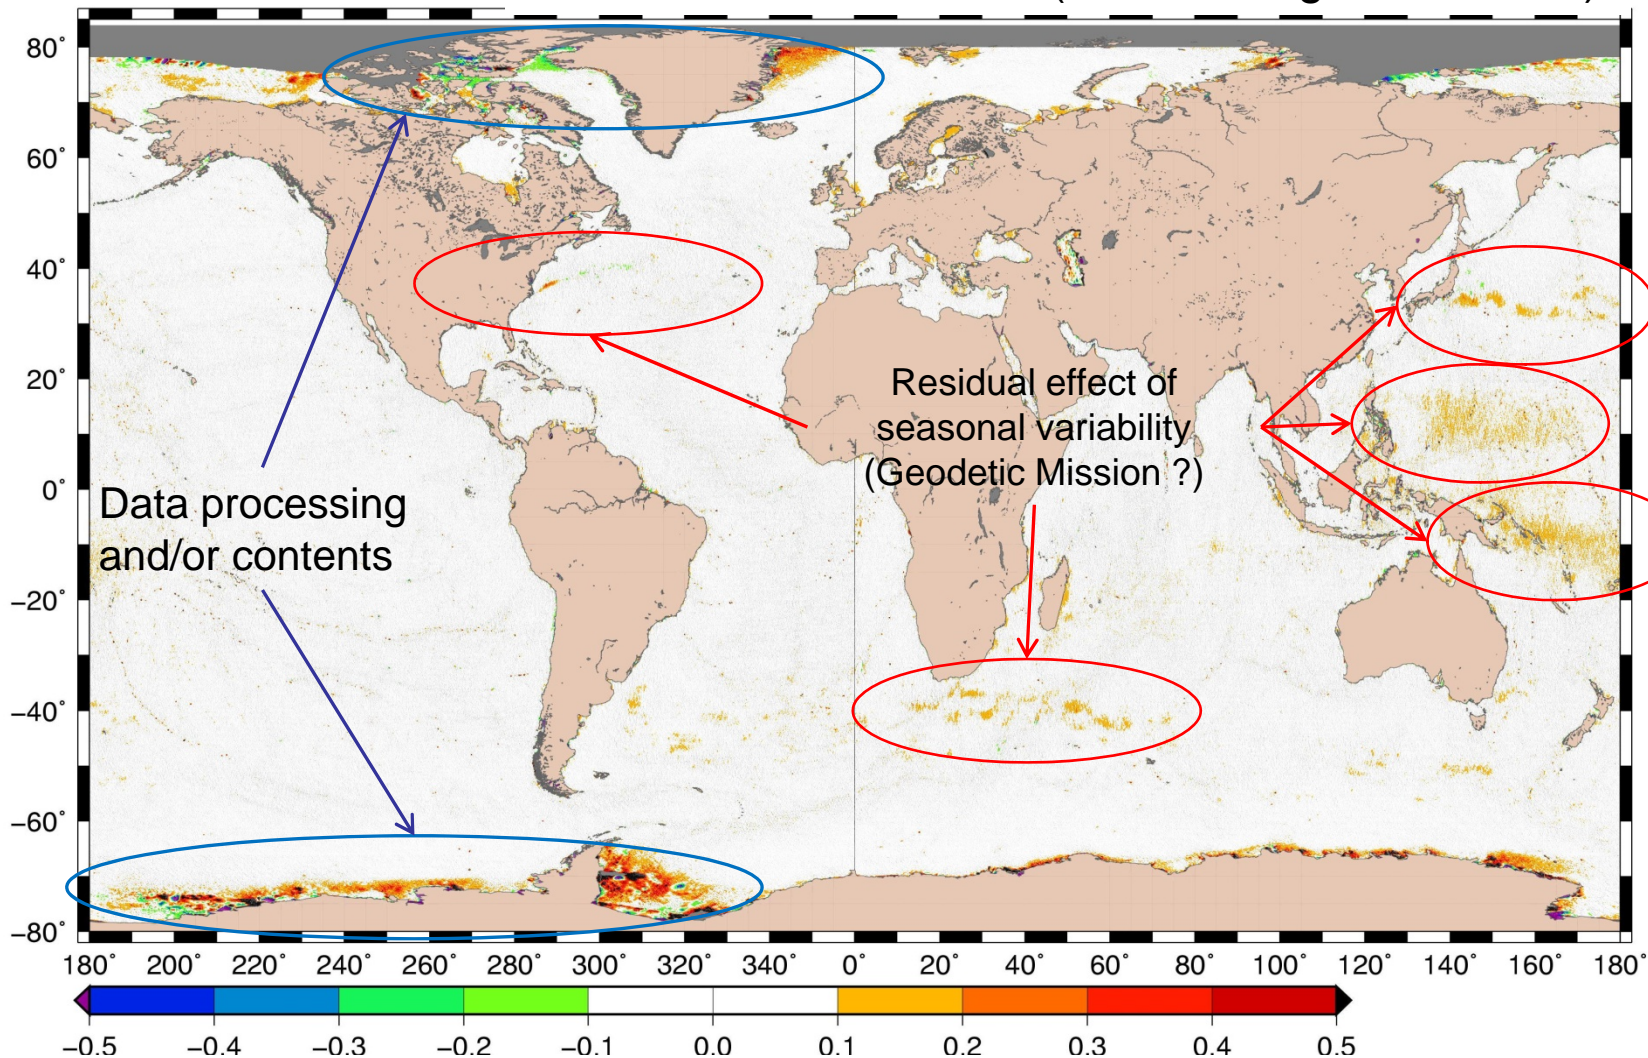 80°
60°
40°
20°
0°
−20°
−40°
−60°
−80°
Residual effect of
seasonal variability
(Geodetic Mission ?)
Data processing
and/or contents
180° 200° 220° 240° 260° 280° 300° 320° 340° 0 20° 40° 60° 80° 100° 120° 140° 160° 180°
−0.5 −0.4 −0.3 −0.2 −0.1 0.0 0.1 0.2 0.3 0.4 0.5